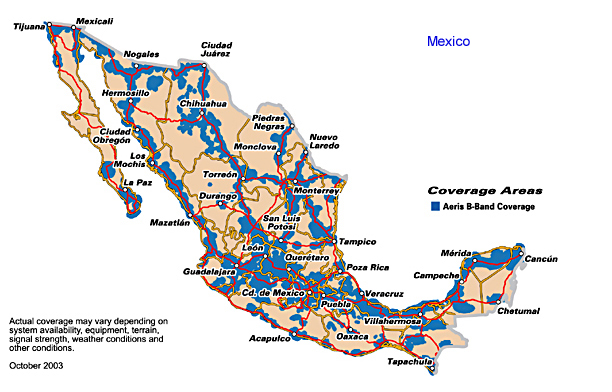 Mexico
Tijuana
Mexicali
Nogales
Ciudad
Juárez
Hermosillo
Chihuahua
Piedras
Negras
Ciudad
Obregón
Nuevo
Laredo
Monclova
Los
Mochis
Torreón
La Paz
Monterrey
Durango
Coverage Areas
Aeris B-Band Coverage
Mazatlán
San Luis
Potosí
Tampico
León
Querétaro
Mérida
Cancún
Guadalajara
Poza Rica
Campeche
Cd. de Mexico
Veracruz
Puebla
Chetumal
Villahermosa
Acapulco
Oaxaca
Tapachula
Actual coverage may vary depending on
system availability, equipment, terrain,
signal strength, weather conditions and
other conditions.
October 2003